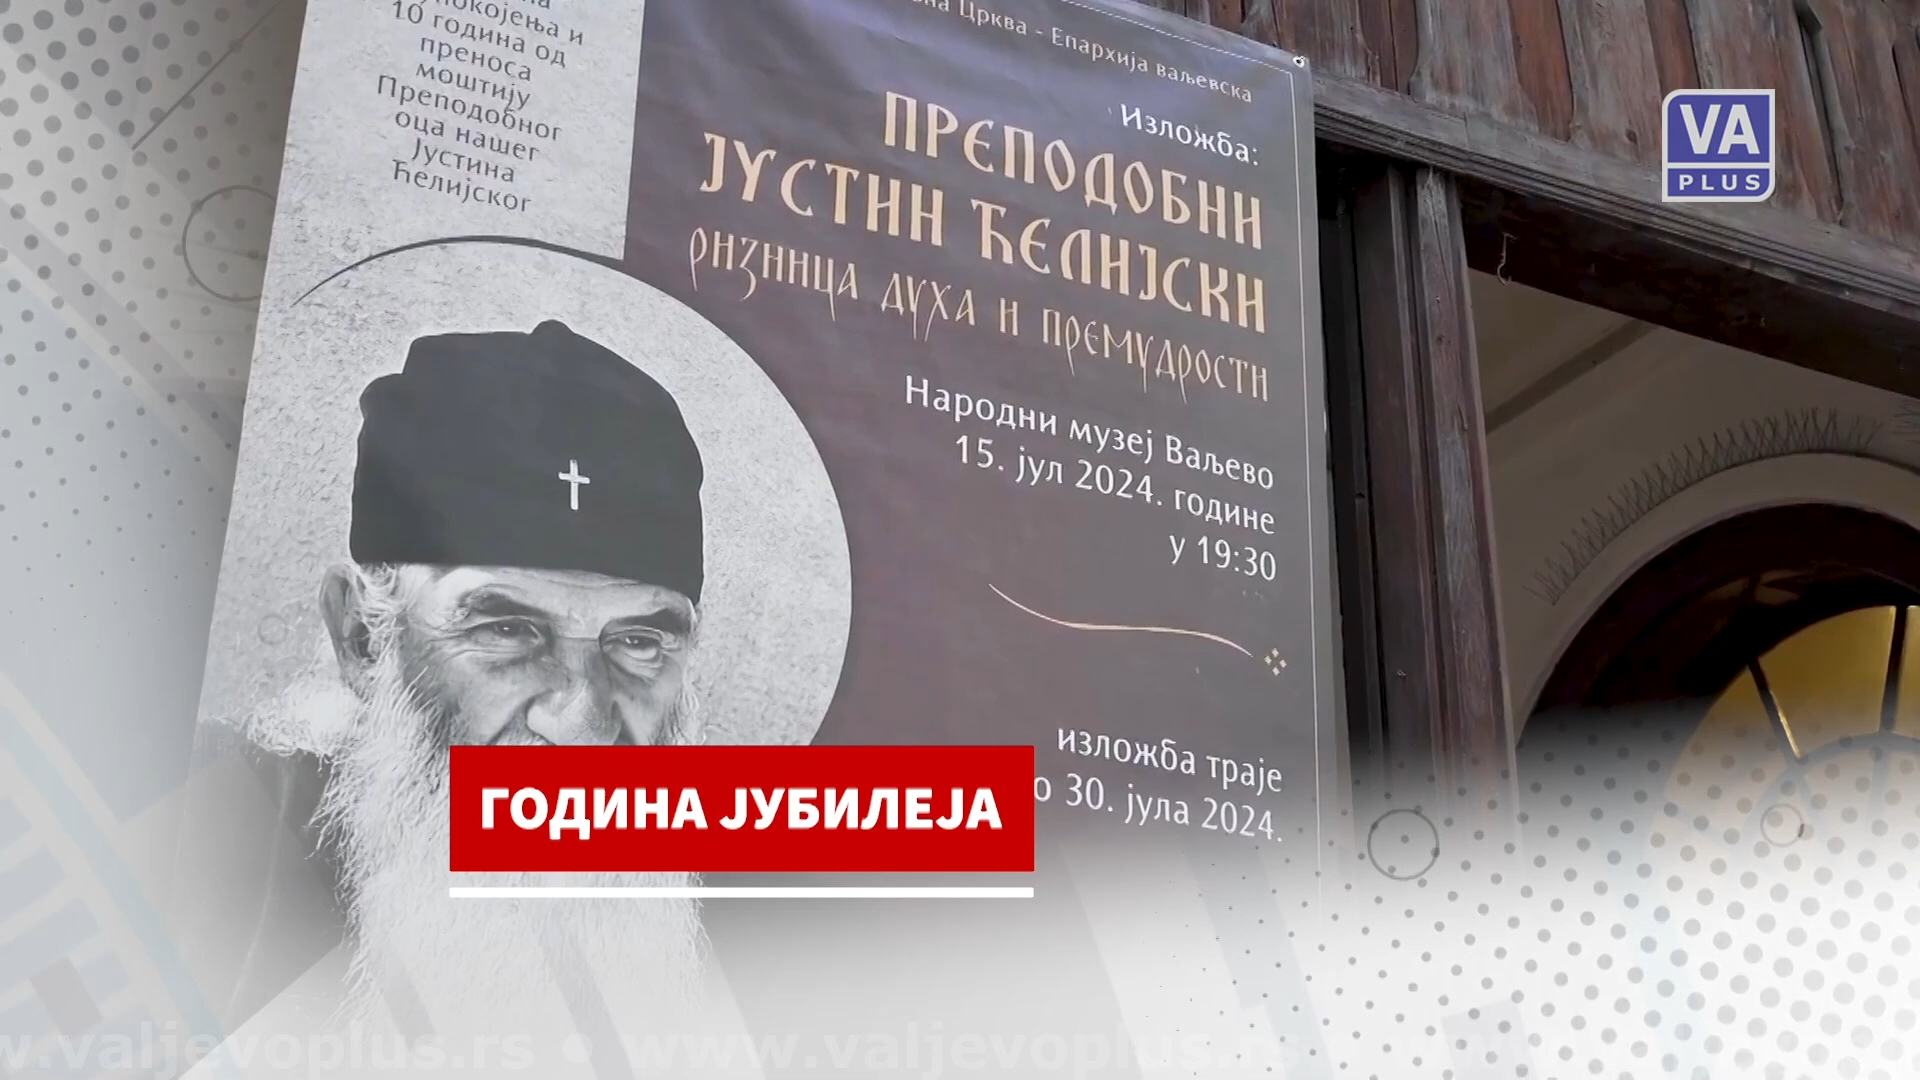 10 година од
преноса
моштију
Преподобног
оца нашег
Јустина
Ћелијског
Црква - Епархија ваљевска
Изложба:
ПРЕПОДОБНИ
ЈУСТИН ЋЕЛИЈСКИ
ризница духа и премудрости
Народни музеј Ваљево
15. јул 2024. године
у 19:30
изложба траје
30. јула 2024.
VA
PLUS
ГОДИНА ЈУБИЛЕЈА
www.valjevoplus.rs